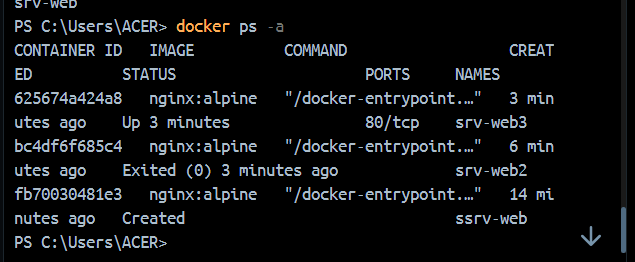 srv-web
PS C:\Users\ACER> docker ps -a
CONTAINER ID   IMAGE          COMMAND                  CREAT
ED         STATUS                     PORTS     NAMES
625674a424a8   nginx:alpine   "/docker-entrypoint.…"   3 min
utes ago   Up 3 minutes               80/tcp    srv-web3
bc4df6f685c4   nginx:alpine   "/docker-entrypoint.…"   6 min
utes ago   Exited (0) 3 minutes ago             srv-web2
fb70030481e3   nginx:alpine   "/docker-entrypoint.…"   14 mi
nutes ago   Created                             ssrv-web
PS C:\Users\ACER>